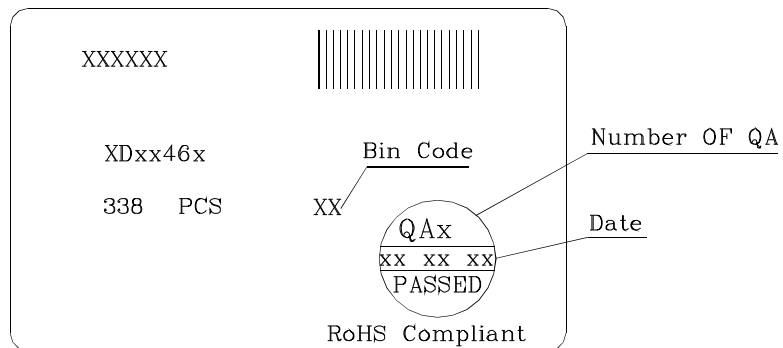 XXXXXX
Number OF QA
XDxx46x
Bin Code
338 PCS
XX
QAx
Date
xx xx xx
PASSED
RoHS Compliant